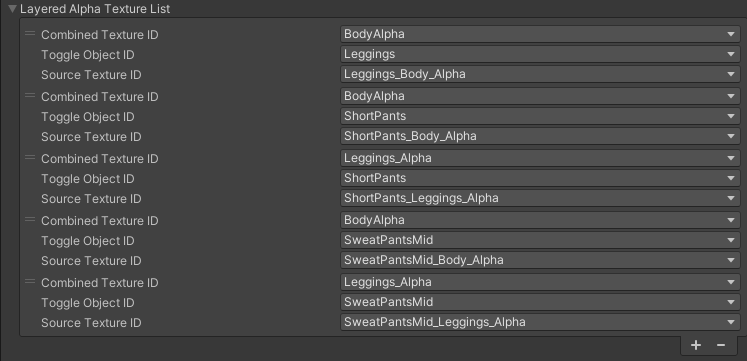 Layered Alpha Texture List
Combined Texture ID BodyAlpha
Toggle Object ID Leggings
Source Texture ID Leggings_Body_Alpha
Combined Texture ID BodyAlpha
Toggle Object ID ShortPants
Source Texture ID ShortPants_Body_Alpha
Combined Texture ID Leggings_Alpha
Toggle Object ID ShortPants
Source Texture ID ShortPants_Leggings_Alpha
Combined Texture ID BodyAlpha
Toggle Object ID SweatPantsMid
Source Texture ID SweatPantsMid_Body_Alpha
Combined Texture ID Leggings_Alpha
Toggle Object ID SweatPantsMid
Source Texture ID SweatPantsMid_Leggings_Alpha